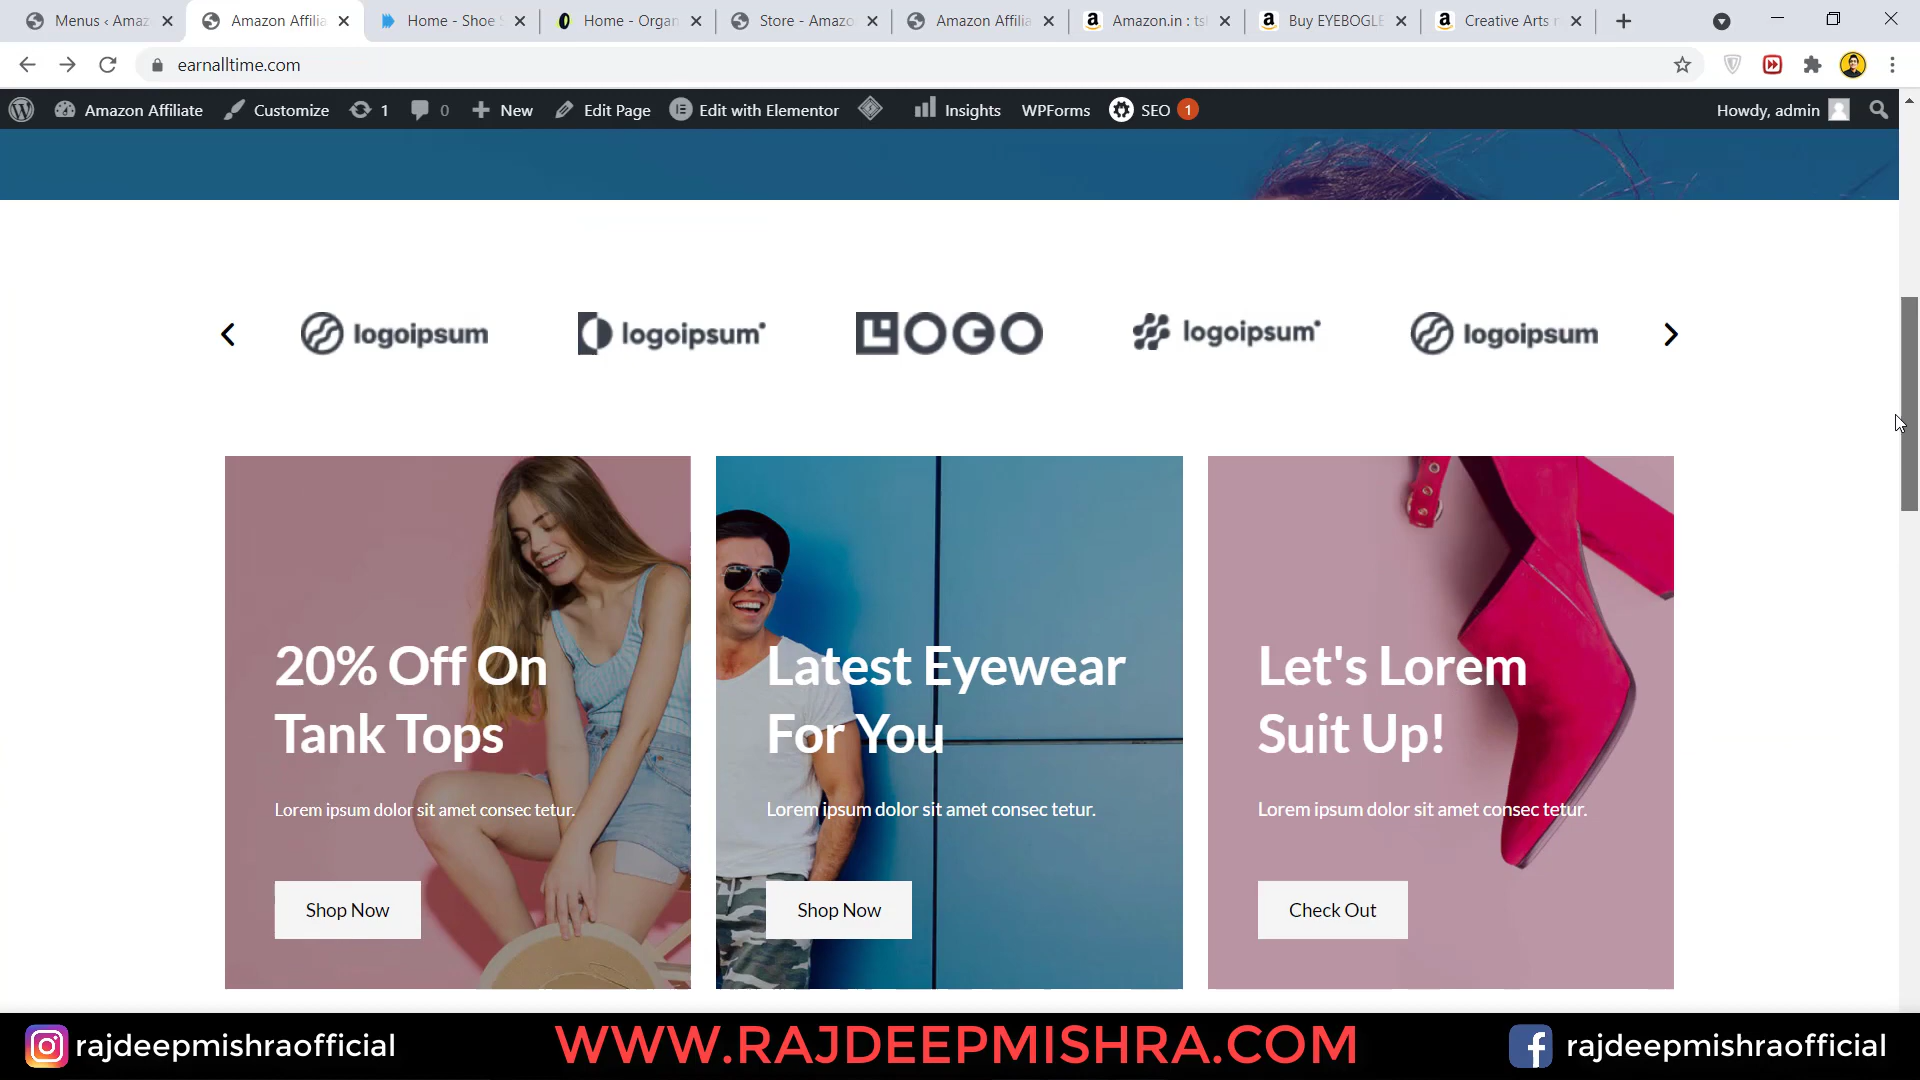 Menus ‹ Amaz
Amazon Affilia
Home - Shoe S
Home - Organ
Store - Amazo
Amazon Affilia
Amazon.in : tsl
Buy EYEBOGLE
Creative Arts
earnalltime.com
Amazon Affiliate
Customize
1
0
New
Edit Page
Edit with Elementor
Insights
WPForms
SEO 1
Howdy, admin
logoipsum
logoipsum
LOGO
logoipsum
logoipsum
20% Off On
Tank Tops
Lorem ipsum dolor sit amet consec tetur.
Shop Now
Latest Eyewear
For You
Lorem ipsum dolor sit amet consec tetur.
Shop Now
Let's Lorem
Suit Up!
Lorem ipsum dolor sit amet consec tetur.
Check Out
rajdeepmishraofficial
WWW.RAJDEEPMISHRA.COM
rajdeepmishraofficial